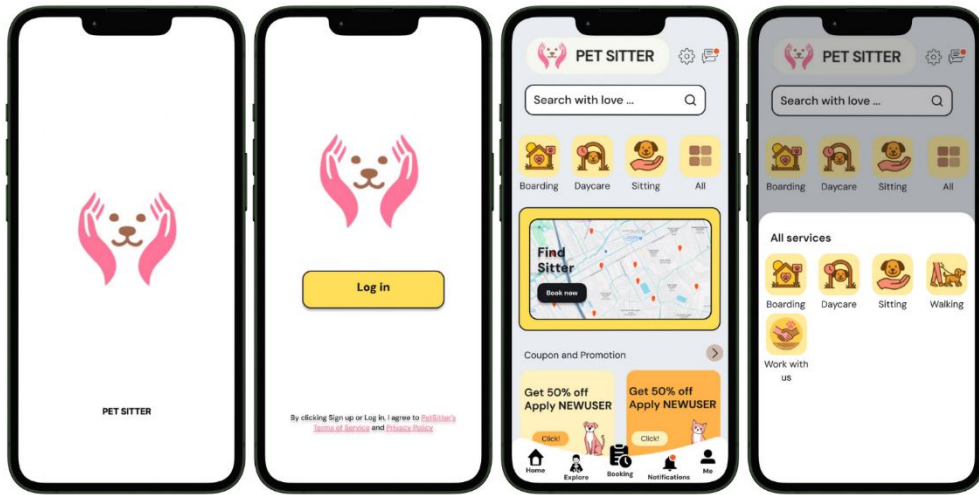 PET SITTER
Log in
By clicking Sign up or Log in, I agree to PetSitter's
Terms of Service and Privacy Policy
PET SITTER
Search with love ...
Boarding Daycare Sitting All
Find
Sitter
Book now
Coupon and Promotion
Get 50% off
Apply NEWUSER
Click!
Get 50% off
Apply NEWUSER
Click!
Home Explore Booking Notifications Me
PET SITTER
Search with love ...
Boarding Daycare Sitting All
All services
Boarding Daycare Sitting Walking
Work with
us